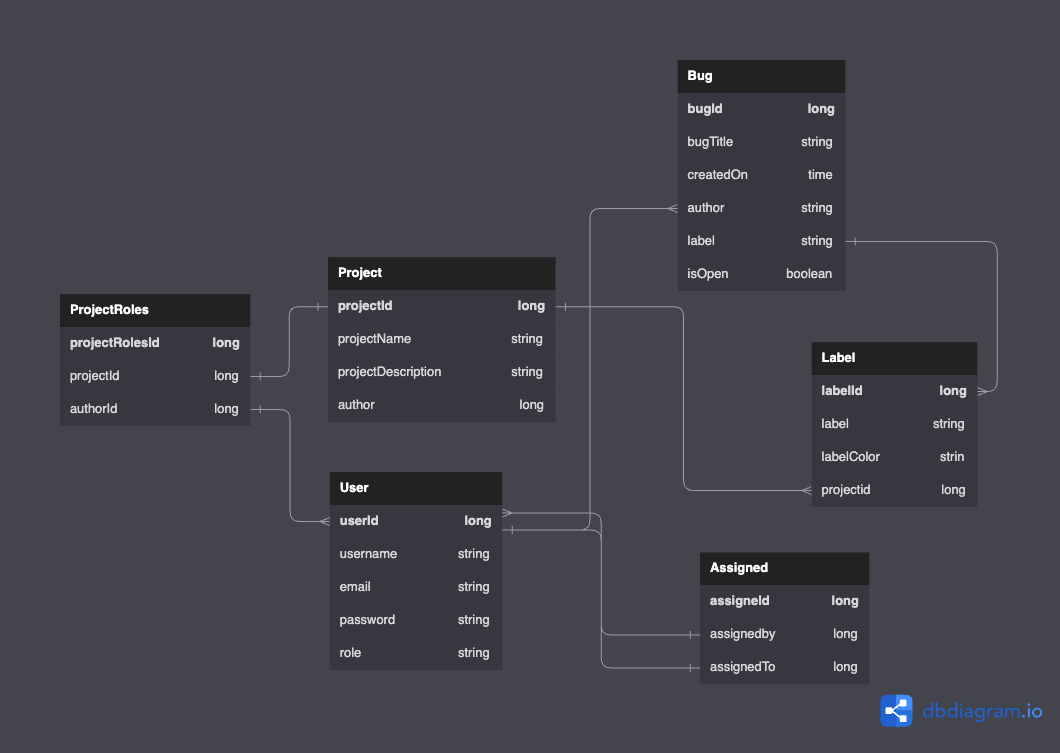 Bug
bugId long
bugTitle string
createdOn time
author string
label string
isOpen boolean
Project
projectId long
projectName string
projectDescription string
author long
ProjectRoles
projectRolesId long
projectId long
authorId long
Label
labelId long
label string
labelColor strin
projectid long
User
userId long
username string
email string
password string
role string
Assigned
assigneId long
assignedby long
assignedTo long
dbdiagram.io